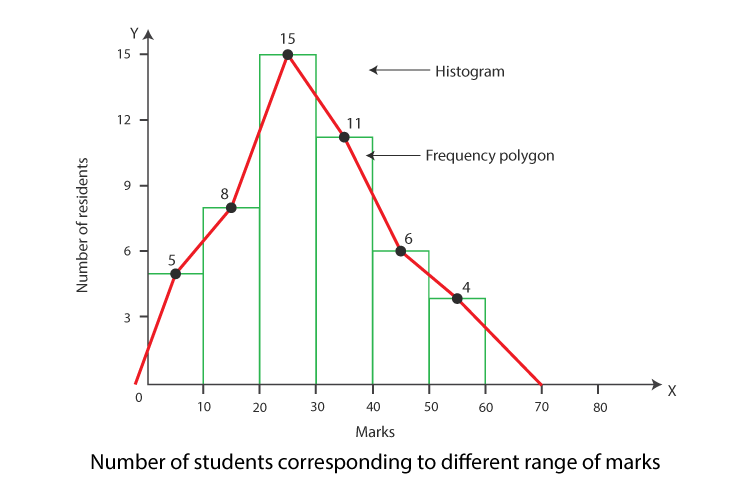 Y
15
15
Histogram
12
11
Frequency polygon
9
8
Number of residents
6
6
5
4
3
0
10 20 30 40 50 60 70 80
X
Marks
Number of students corresponding to different range of marks